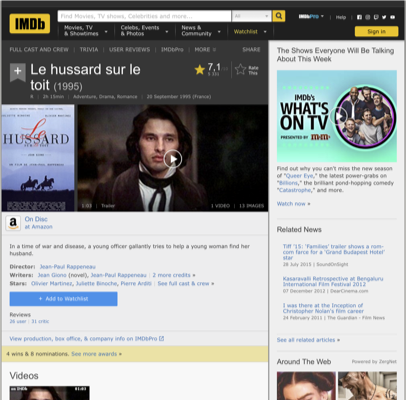 IMDb
Find Movies, TV shows, Celebrities and more...
All
IMDbPro
Help
Movies, TV
& Showtimes
Celebs, Events
& Photos
News &
Community
Watchlist
Sign in
FULL CAST AND CREW | TRIVIA | USER REVIEWS | IMDbPro | MORE
SHARE
Le hussard sur le
toit (1995)
7,1
Rate
This
R | 2h 15min | Adventure, Drama, Romance | 20 September 1995 (France)
HUSSARD
1:03 | Trailer
1 VIDEO | 13 IMAGES
On Disc
at Amazon
In a time of war and disease, a young officer gallantly tries to help a young woman find her
husband.
Director: Jean-Paul Rappeneau
Writers: Jean Giono (novel), Jean-Paul Rappeneau | 2 more credits »
Stars: Olivier Martinez, Juliette Binoche, Pierre Arditi | See full cast & crew »
+ Add to Watchlist
Reviews
26 user | 31 critic
View production, box office, & company info on IMDbPro
4 wins & 8 nominations. See more awards »
Videos
The Shows Everyone Will Be Talking
About This Week
IMDb's
WHAT'S
ON TV
PRESENTED BY
Find out why you can't miss the new season
of "Queer Eye," the latest power-grabs on
"Billions," the brilliant pond-hopping comedy
"Catastrophe," and more.
Watch now »
Related News
Tiff '15: 'Families' trailer shows a rom-
com farce for a 'Grand Budapest Hotel'
star
28 July 2015 | SoundOnSight
Kasaravalli Retrospective at Bengaluru
International Film Festival 2012
07 December 2012 | DearCinema.com
I was there at the Inception of
Christopher Nolan's film career
24 February 2011 | The Guardian - Film News
See all related articles »
Around The Web
Powered by ZergNet